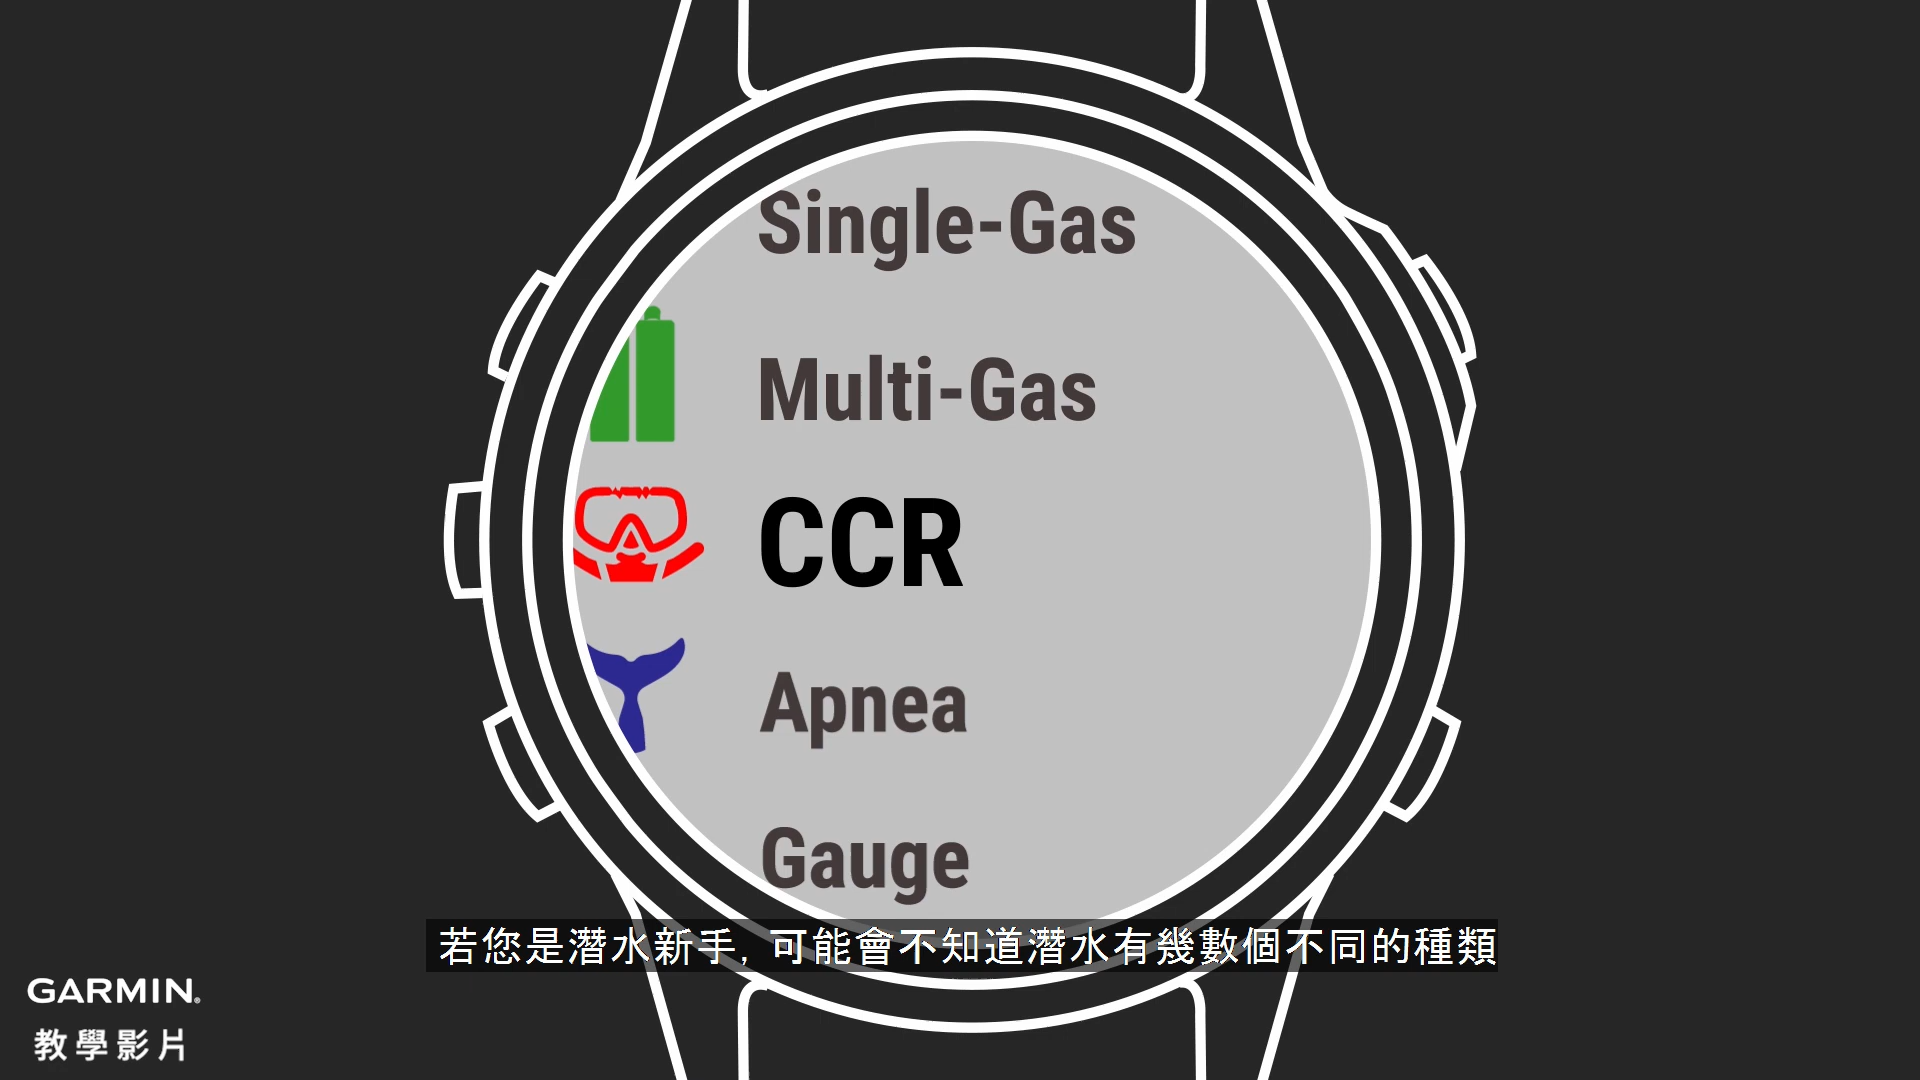 Single-Gas
Multi-Gas
CCR
Apnea
Gauge
若您是潛水新手, 可能會不知道潛水有幾數個不同的種類
GARMIN®
教學影片